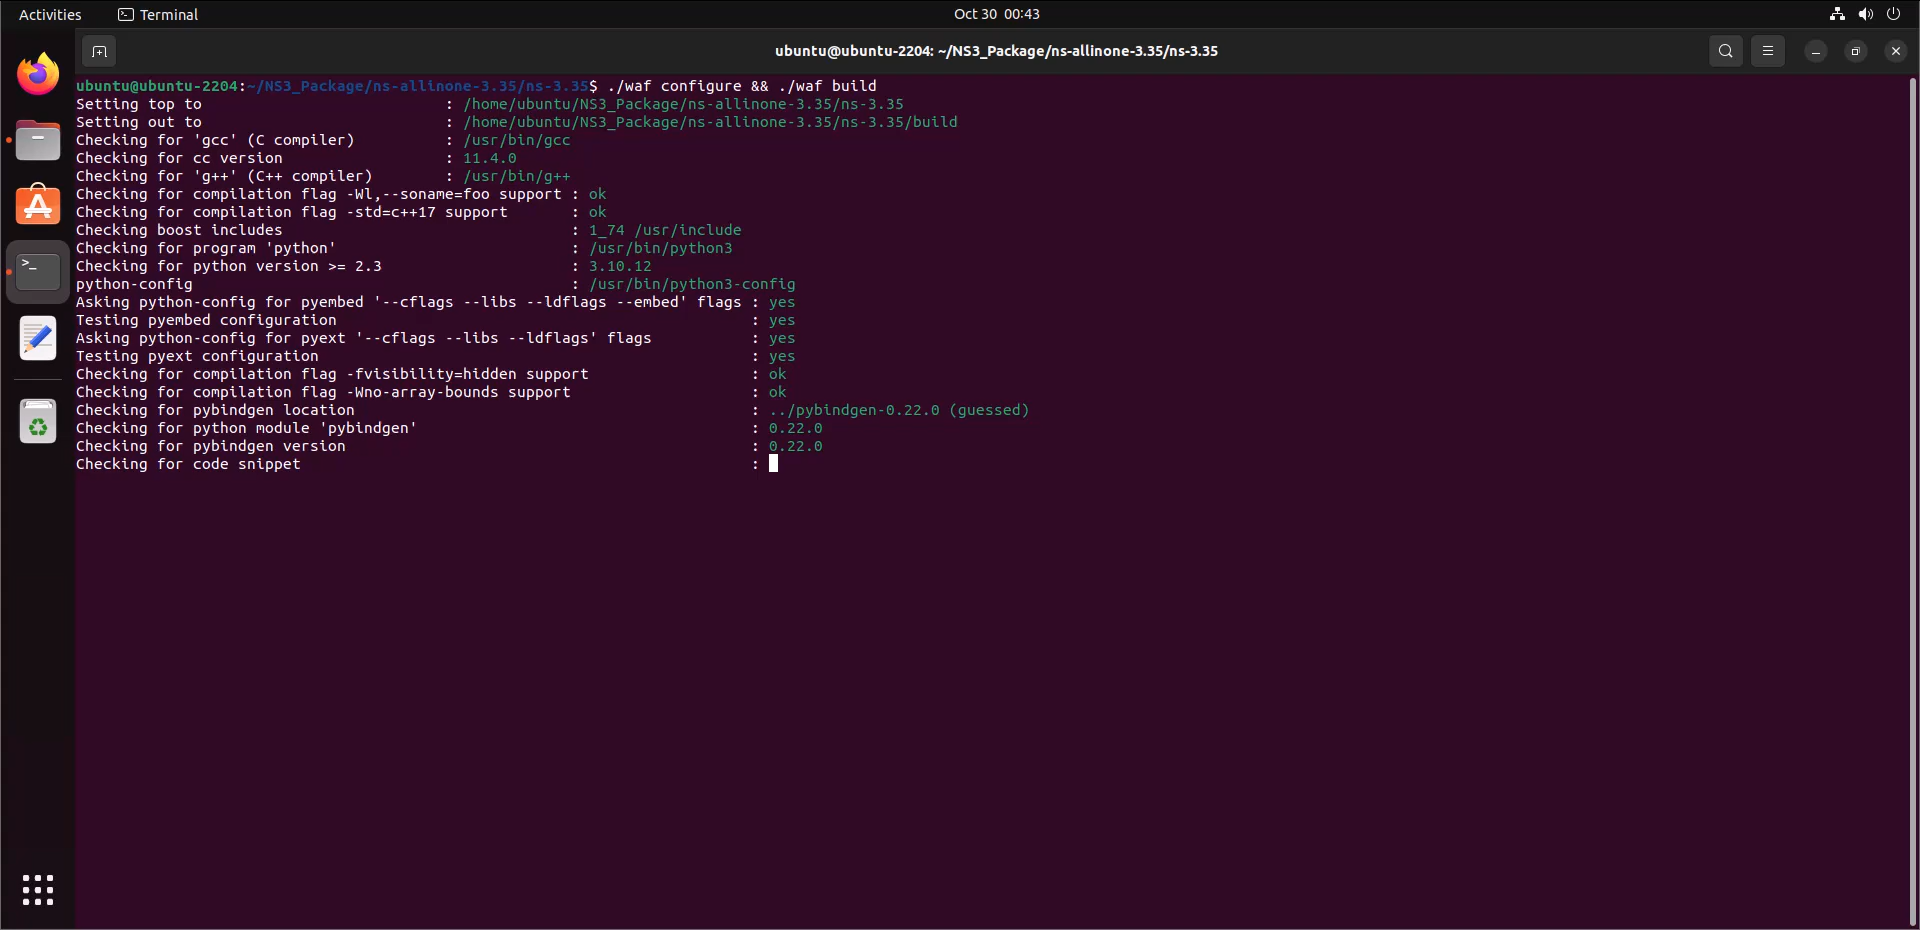 Activities Terminal Oct 30 00:43
ubuntu@ubuntu-2204: ~/NS3_Package/ns-allinone-3.35/ns-3.35
ubuntu@ubuntu-2204:~/NS3_Package/ns-allinone-3.35/ns-3.35$ ./waf configure && ./waf build
Setting top to : /home/ubuntu/NS3_Package/ns-allinone-3.35/ns-3.35
Setting out to : /home/ubuntu/NS3_Package/ns-allinone-3.35/ns-3.35/build
Checking for 'gcc' (C compiler) : /usr/bin/gcc
Checking for cc version : 11.4.0
Checking for 'g++' (C++ compiler) : /usr/bin/g++
Checking for compilation flag -Wl,--soname=foo support : ok
Checking for compilation flag -std=c++17 support : ok
Checking boost includes : 1_74 /usr/include
Checking for program 'python' : /usr/bin/python3
Checking for python version >= 2.3 : 3.10.12
python-config : /usr/bin/python3-config
Asking python-config for pyembed '--cflags --libs --ldflags --embed' flags : yes
Testing pyembed configuration : yes
Asking python-config for pyext '--cflags --libs --ldflags' flags : yes
Testing pyext configuration : yes
Checking for compilation flag -fvisibility=hidden support : ok
Checking for compilation flag -Wno-array-bounds support : ok
Checking for pybindgen location : ../pybindgen-0.22.0 (guessed)
Checking for python module 'pybindgen' : 0.22.0
Checking for pybindgen version : 0.22.0
Checking for code snippet :